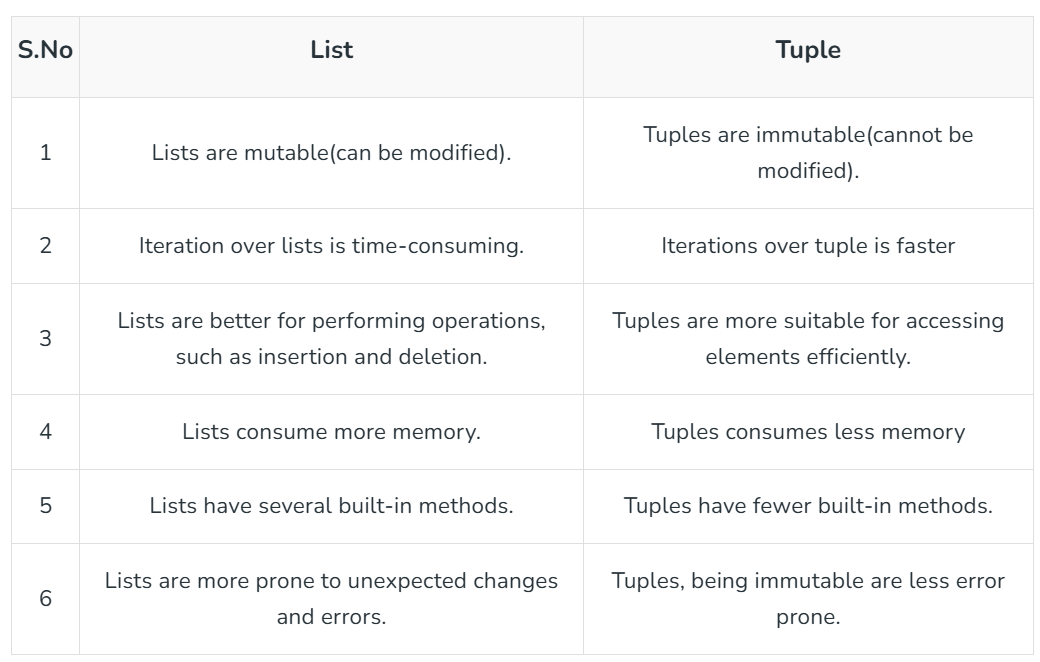 S.No List Tuple
1 Lists are mutable(can be modified). Tuples are immutable(cannot be
modified).
2 Iteration over lists is time-consuming. Iterations over tuple is faster
3 Lists are better for performing operations,
such as insertion and deletion. Tuples are more suitable for accessing
elements efficiently.
4 Lists consume more memory. Tuples consumes less memory
5 Lists have several built-in methods. Tuples have fewer built-in methods.
6 Lists are more prone to unexpected changes
and errors. Tuples, being immutable are less error
prone.